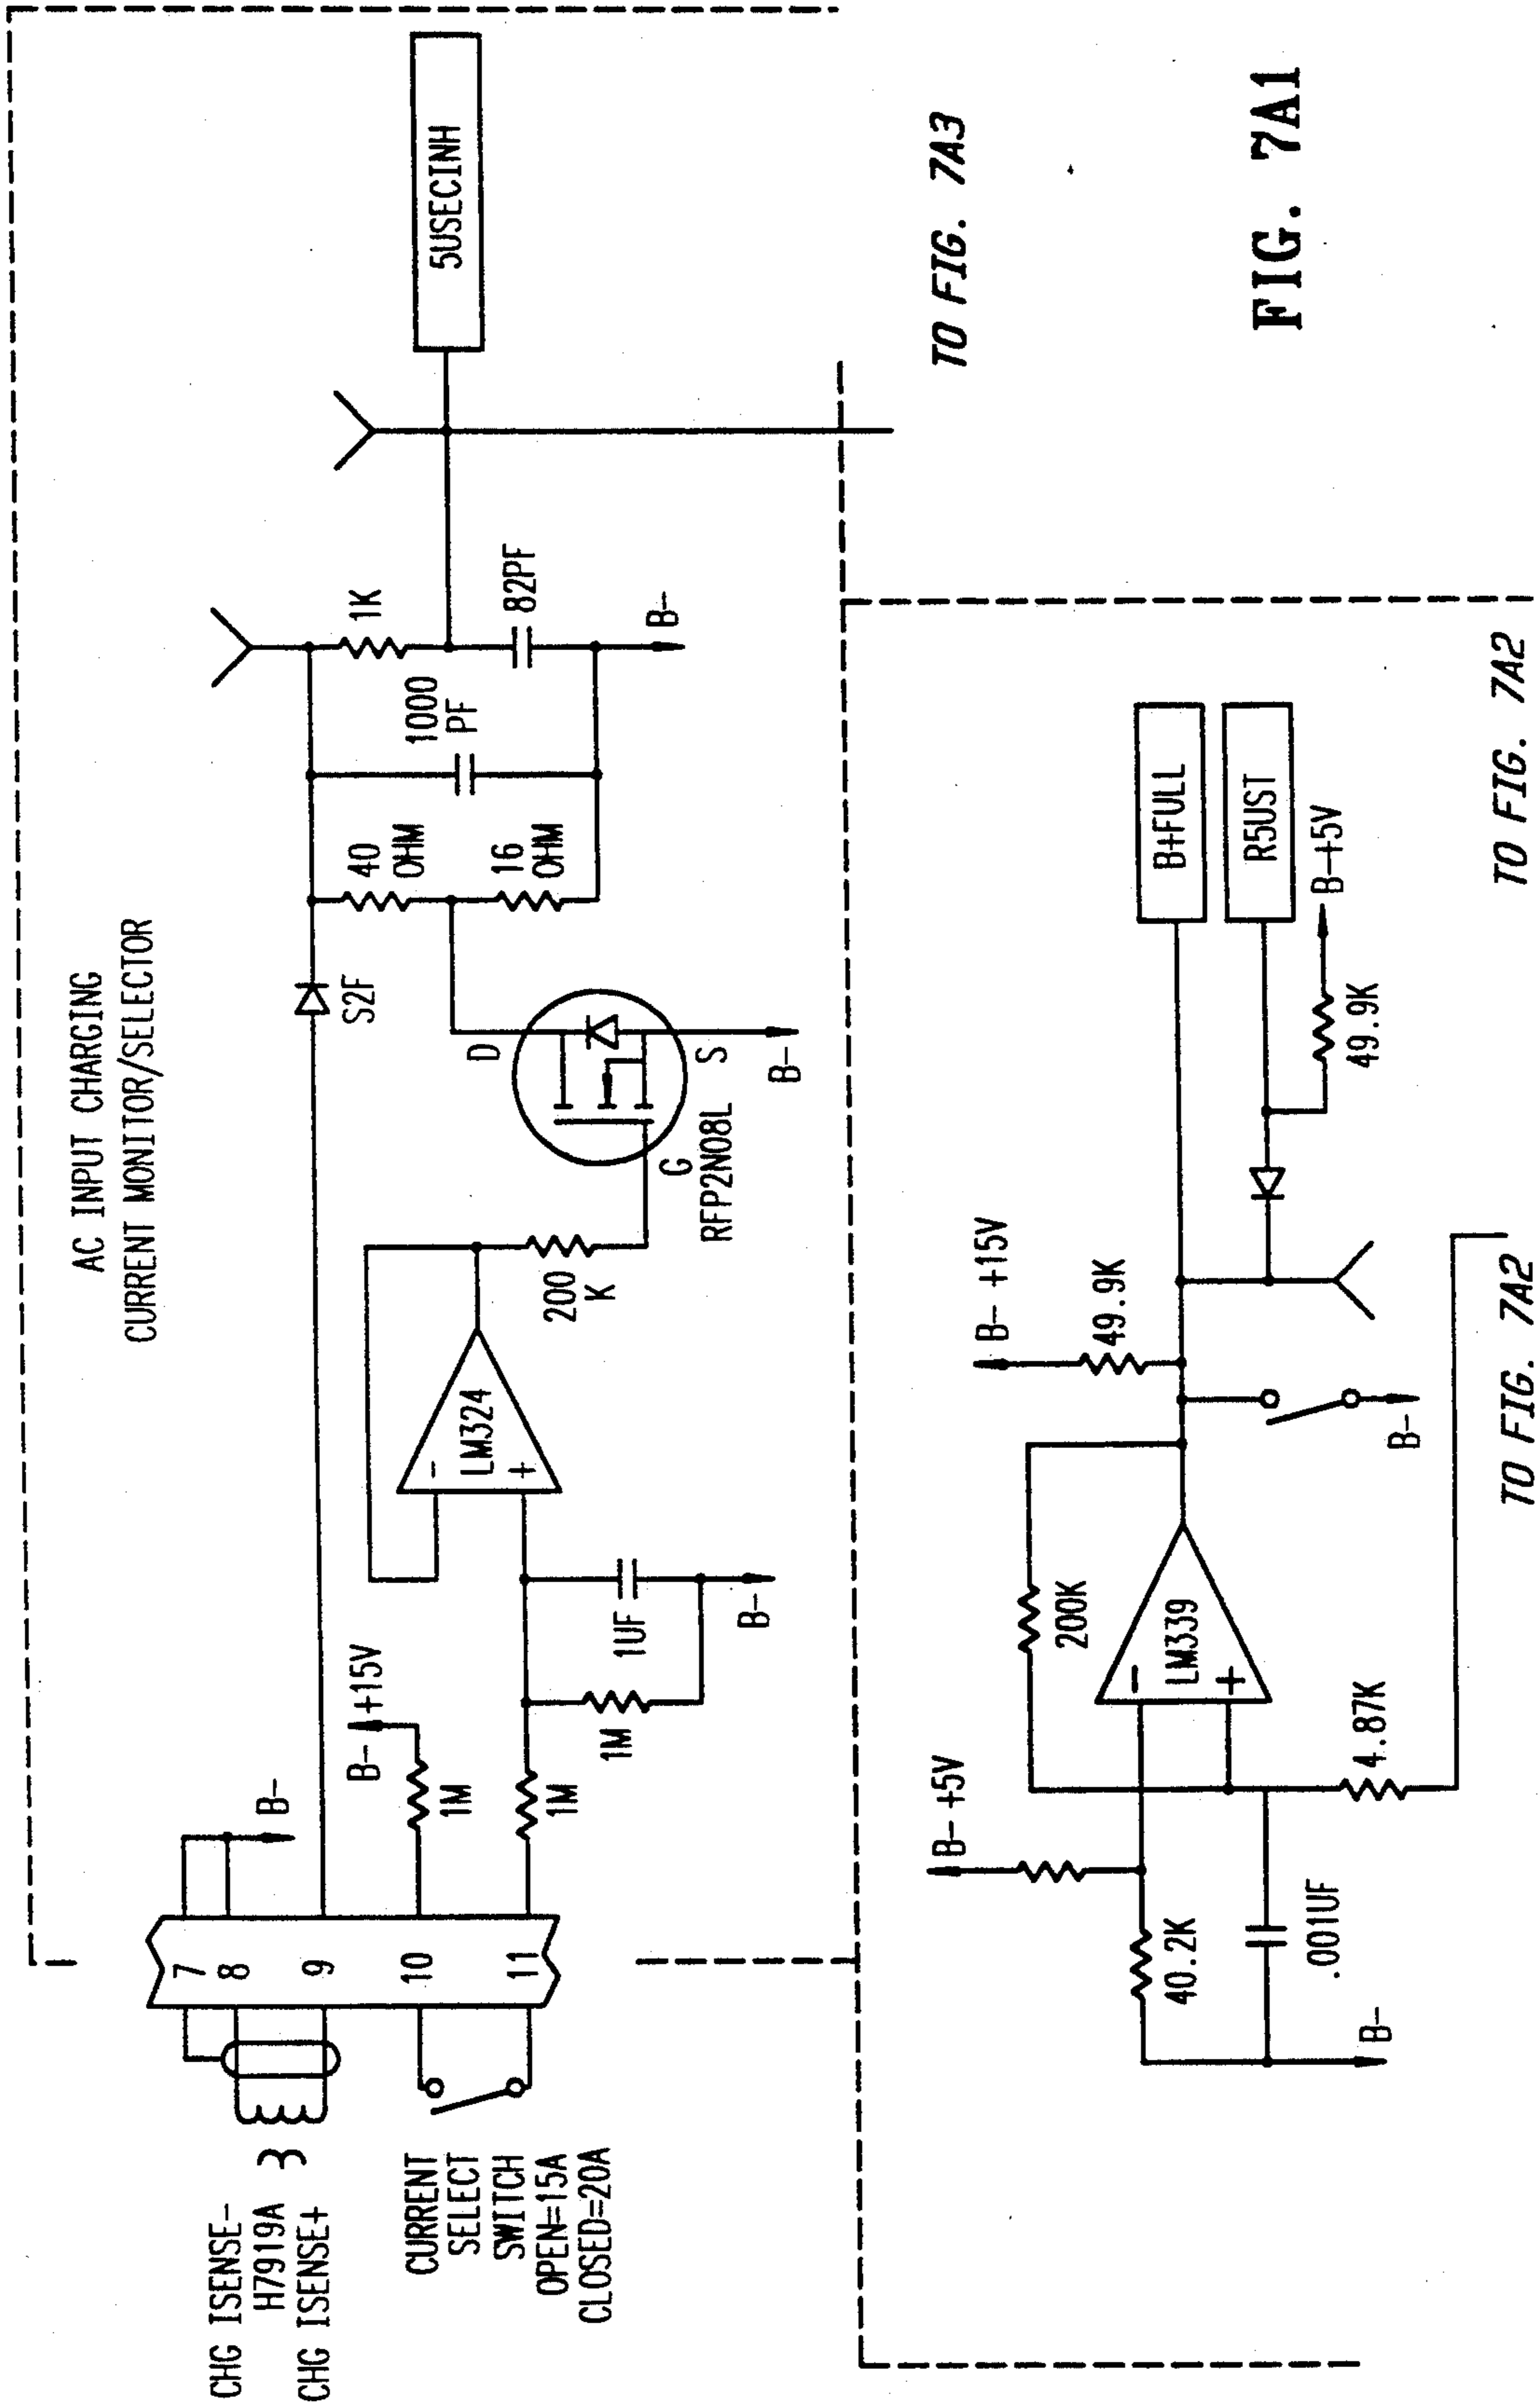 AC INPUT CHARGING
CURRENT MONITOR/SELECTOR
CHG ISENSE-
H7919A
CHG ISENSE+
CURRENT
SELECT
SWITCH
OPEN=15A
CLOSED=20A
7
8
9
10
11
B-
B- +15V
1M
1M
1M
1UF
B-
-
LM324
+
200
K
S2F
D
G
S
RFP2N08L
B-
40
OHM
16
OHM
1000
PF
1K
82PF
B-
5USECINH
TO FIG. 7A3
B- +5V
40.2K
.001UF
B-
-
LM339
+
200K
4.87K
B- +15V
49.9K
B-
B+FULL
R5UST
B-+5V
49.9K
TO FIG. 7A2
TO FIG. 7A2
FIG. 7A1